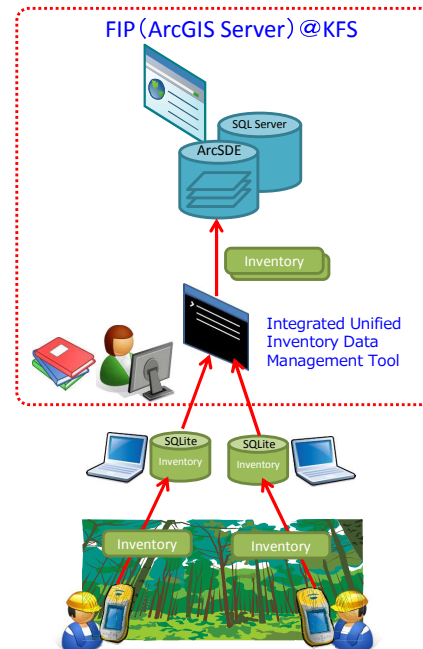 FIP（ArcGIS Server）＠KFS
SQL Server
ArcSDE
Inventory
Integrated Unified
Inventory Data
Management Tool
SQLite
Inventory
SQLite
Inventory
Inventory
Inventory